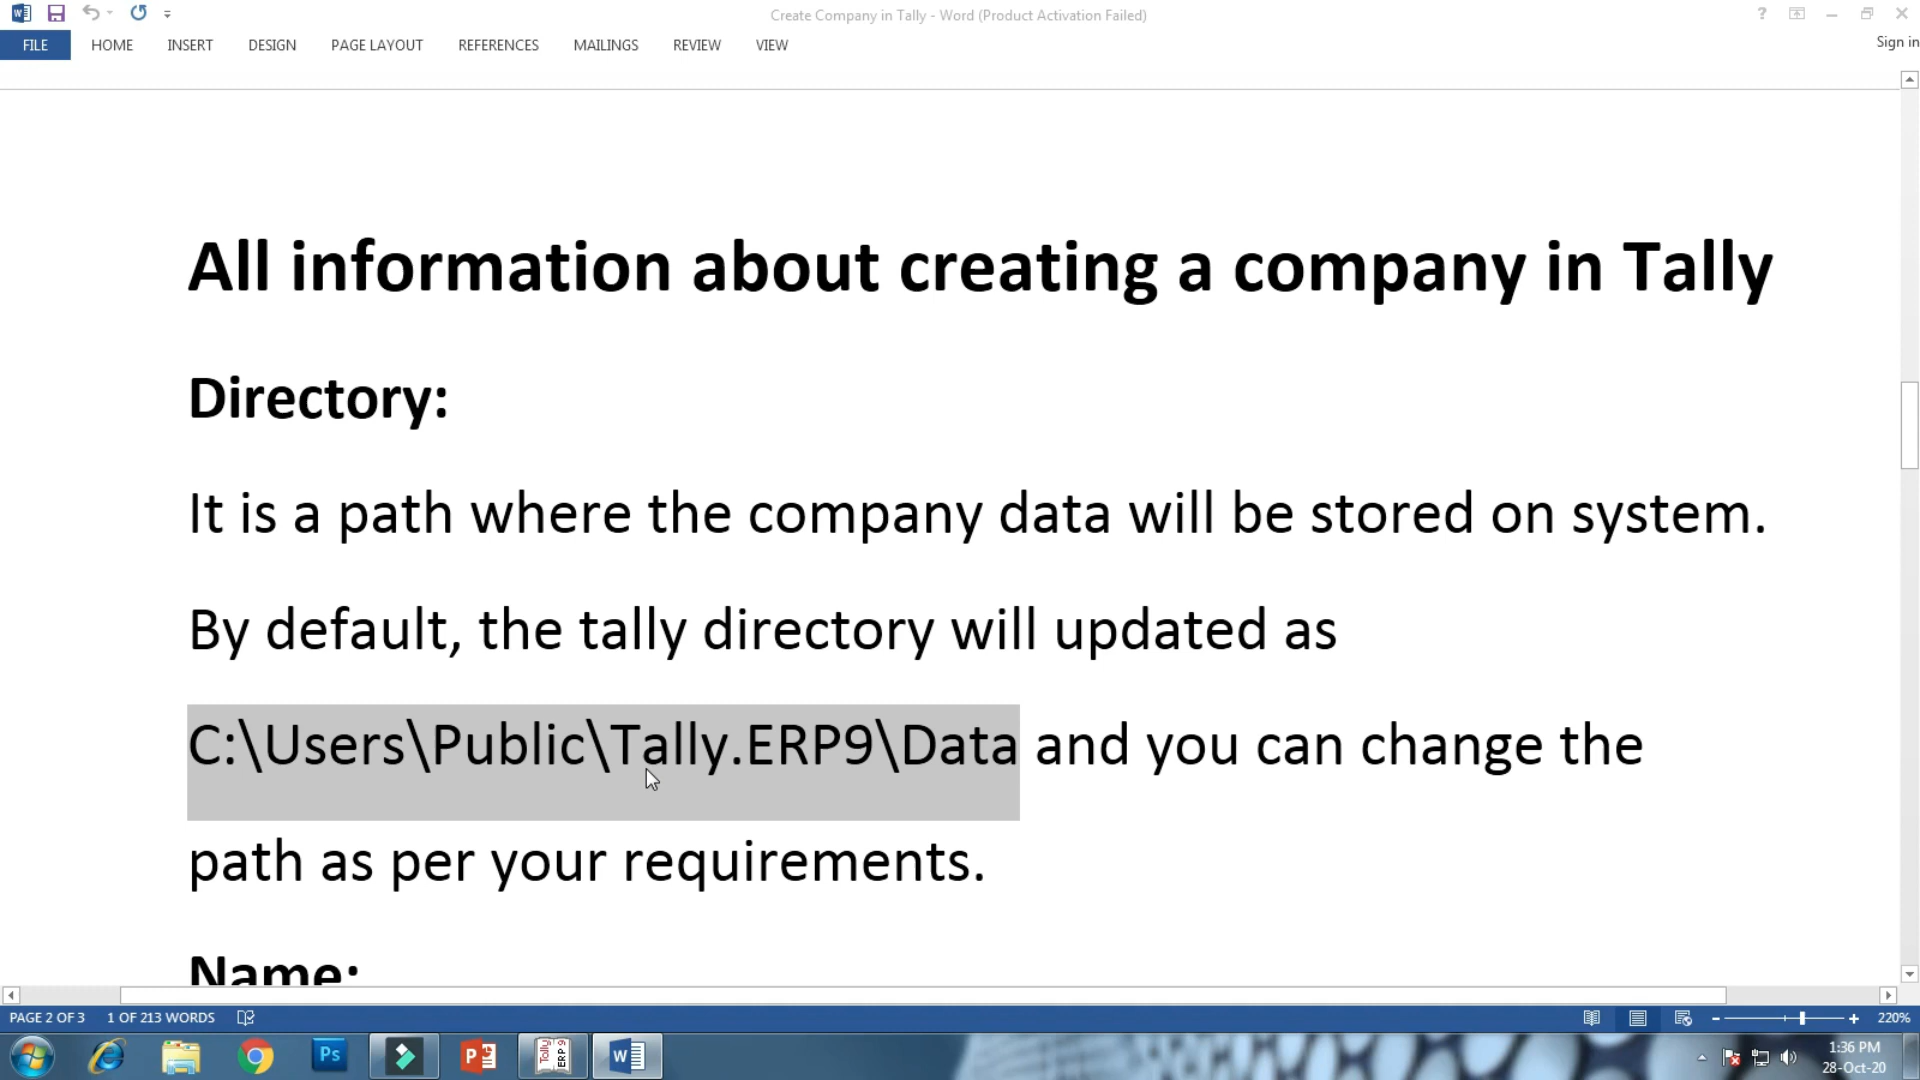 Create Company in Tally - Word (Product Activation Failed)
FILE HOME INSERT DESIGN PAGE LAYOUT REFERENCES MAILINGS REVIEW VIEW
Sign in
All information about creating a company in Tally
Directory:
It is a path where the company data will be stored on system.
By default, the tally directory will updated as
C:\Users\Public\Tally.ERP9\Data and you can change the
path as per your requirements.
Name:
PAGE 2 OF 3 1 OF 213 WORDS 220%
Ps P Tally ERP 9 W 1:36 PM
28-Oct-20